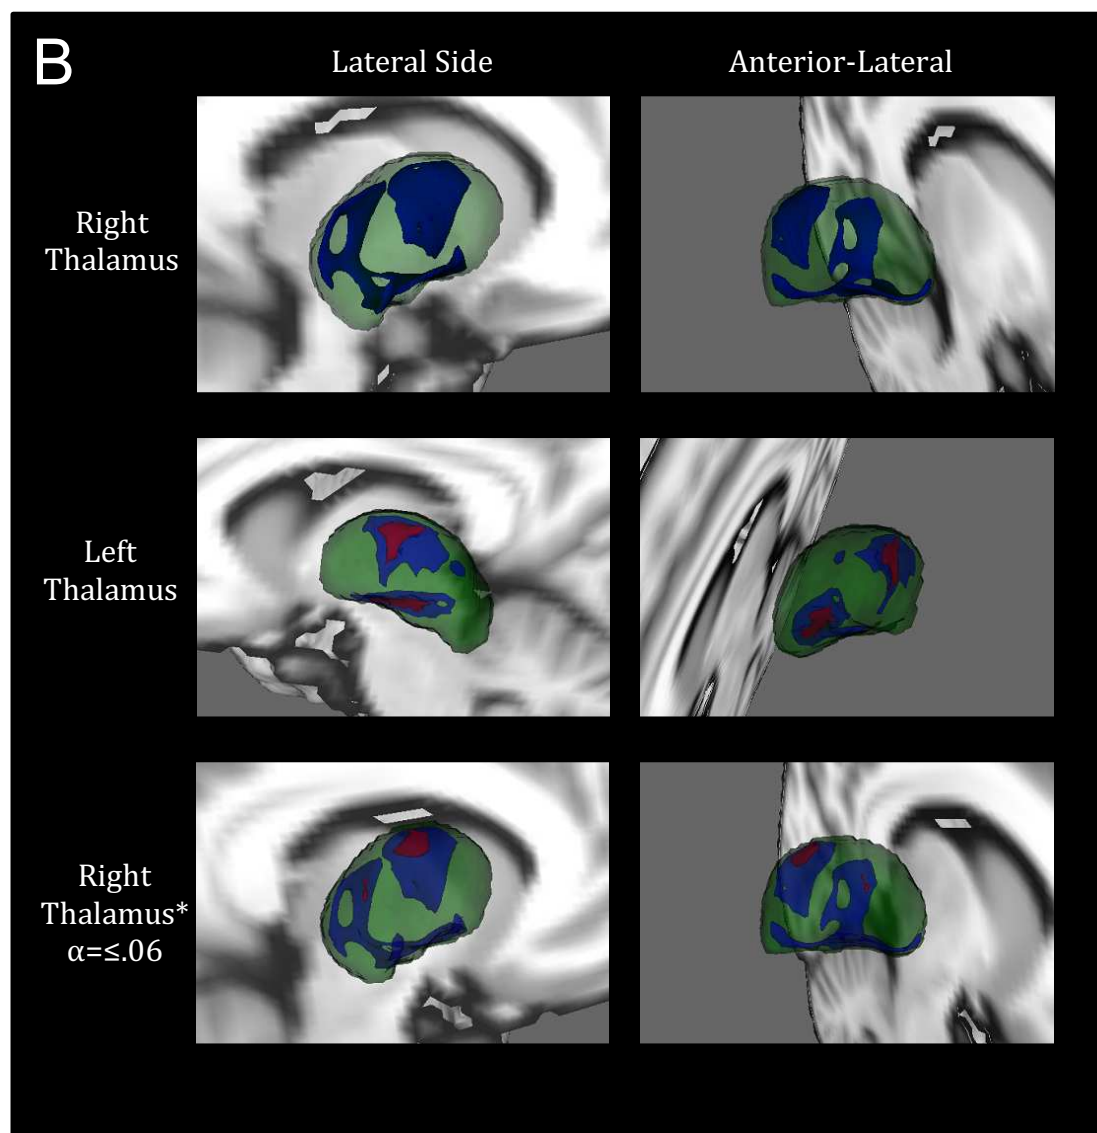 B
Lateral Side
Anterior-Lateral
Right
Thalamus
Left
Thalamus
Right
Thalamus*
α=≤.06